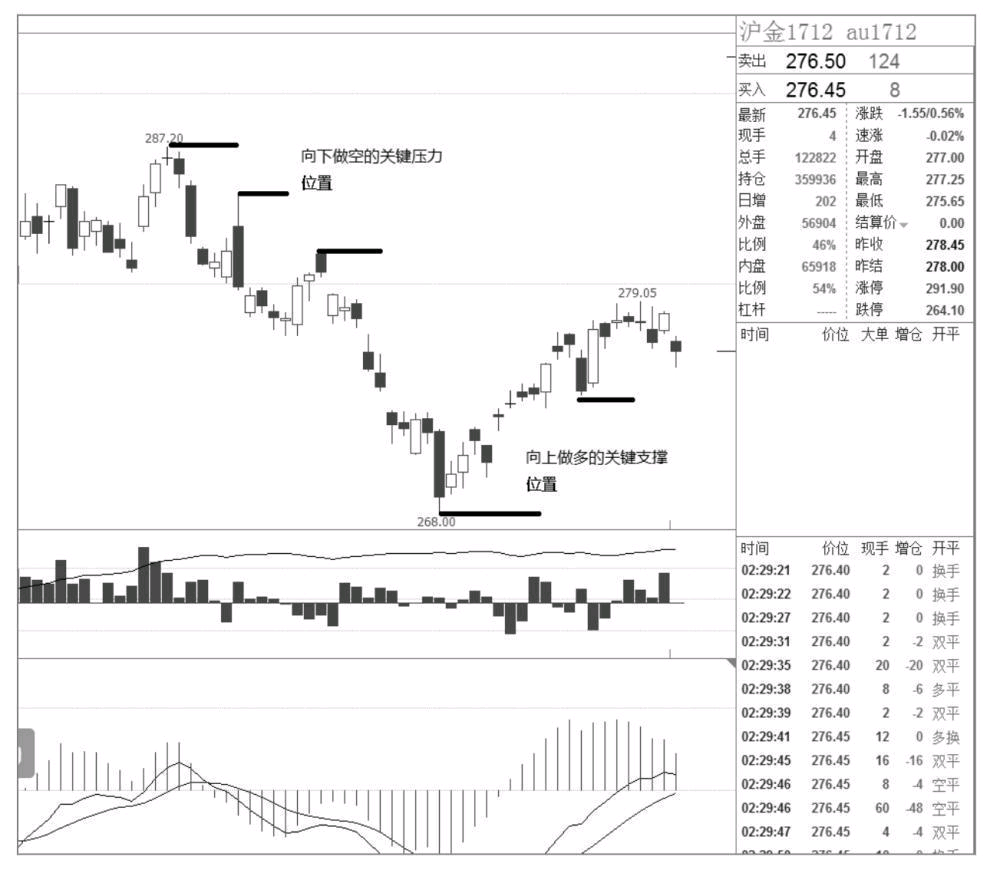 287.20
向下做空的关键压力
位置
279.05
向上做多的关键支撑
位置
268.00
沪金1712 au1712
卖出 276.50 124
买入 276.45 8
最新 276.45 涨跌 -1.55/0.56%
现手 4 速涨 -0.02%
总手 122822 开盘 277.00
持仓 359936 最高 277.25
日增 202 最低 275.65
外盘 56904 结算价 0.00
比例 46% 昨收 278.45
内盘 65918 昨结 278.00
比例 54% 涨停 291.90
杠杆 ----- 跌停 264.10
时间 价位 大单 增仓 开平
时间 价位 现手 增仓 开平
02:29:21 276.40 2 0 换手
02:29:22 276.40 2 0 换手
02:29:27 276.40 2 0 换手
02:29:31 276.40 2 -2 双平
02:29:35 276.40 20 -20 双平
02:29:38 276.40 8 -6 多平
02:29:39 276.40 2 -2 双平
02:29:41 276.45 12 0 多换
02:29:45 276.45 16 -16 双平
02:29:46 276.45 8 -4 空平
02:29:46 276.45 60 -48 空平
02:29:47 276.45 4 -4 双平